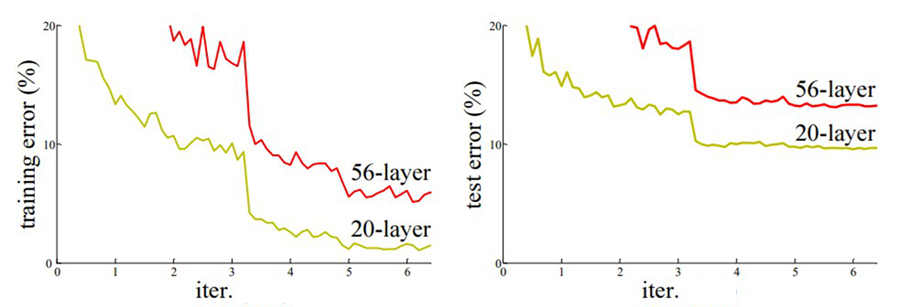 20
10
0
training error (%)
0 1 2 3 4 5 6
iter.
56-layer
20-layer
20
10
0
test error (%)
0 1 2 3 4 5 6
iter.
56-layer
20-layer